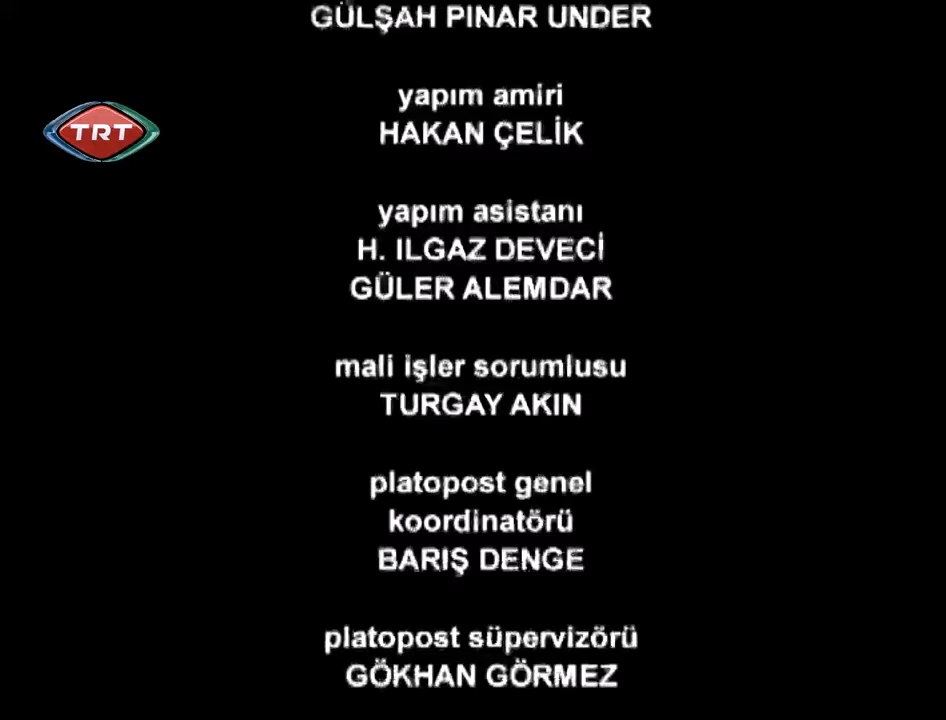 GÜLŞAH PINAR UNDER
yapım amiri
TRT
HAKAN ÇELİK
yapım asistanı
H. ILGAZ DEVECİ
GÜLER ALEMDAR
mali işler sorumlusu
TURGAY AKIN
platopost genel
koordinatörü
BARIŞ DENGE
platopost süpervizörü
GÖKHAN GÖRMEZ